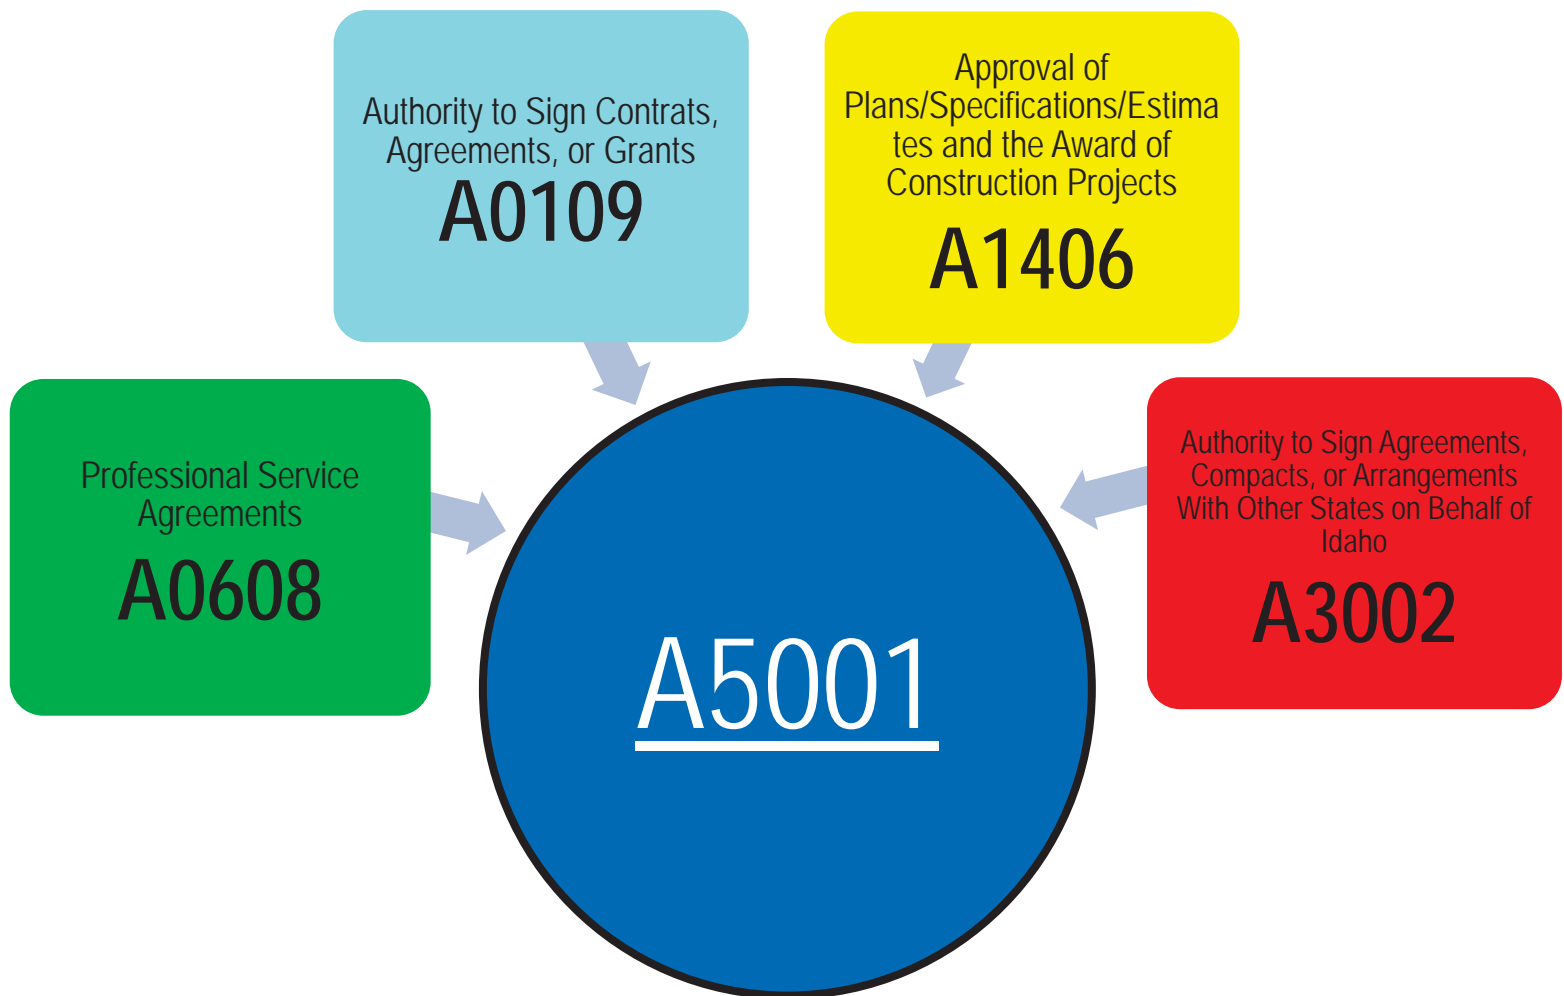 Authority to Sign Contrats,
Agreements, or Grants
A0109
Approval of
Plans/Specifications/Estima
tes and the Award of
Construction Projects
A1406
Professional Service
Agreements
A0608
Authority to Sign Agreements,
Compacts, or Arrangements
With Other States on Behalf of
Idaho
A3002
A5001